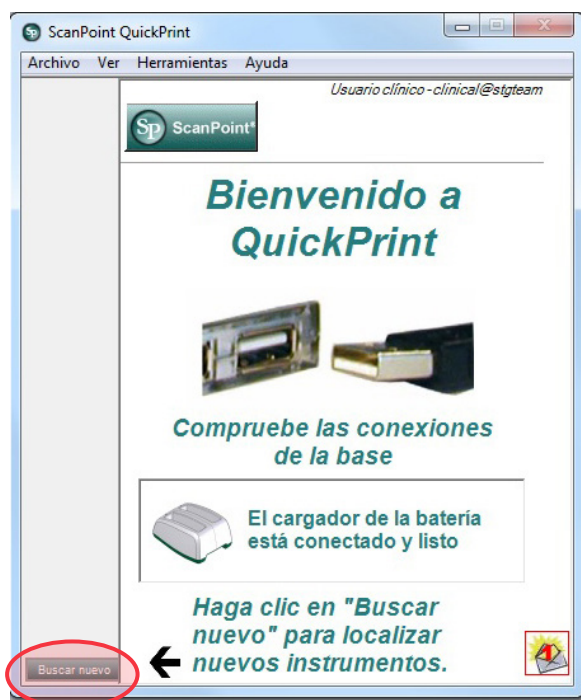 ScanPoint QuickPrint
Archivo Ver Herramientas Ayuda
Usuario clínico - clinical@stgteam
Sp ScanPoint®
Bienvenido a
QuickPrint
Compruebe las conexiones
de la base
El cargador de la batería
está conectado y listo
Haga clic en "Buscar
nuevo" para localizar
nuevos instrumentos.
Buscar nuevo